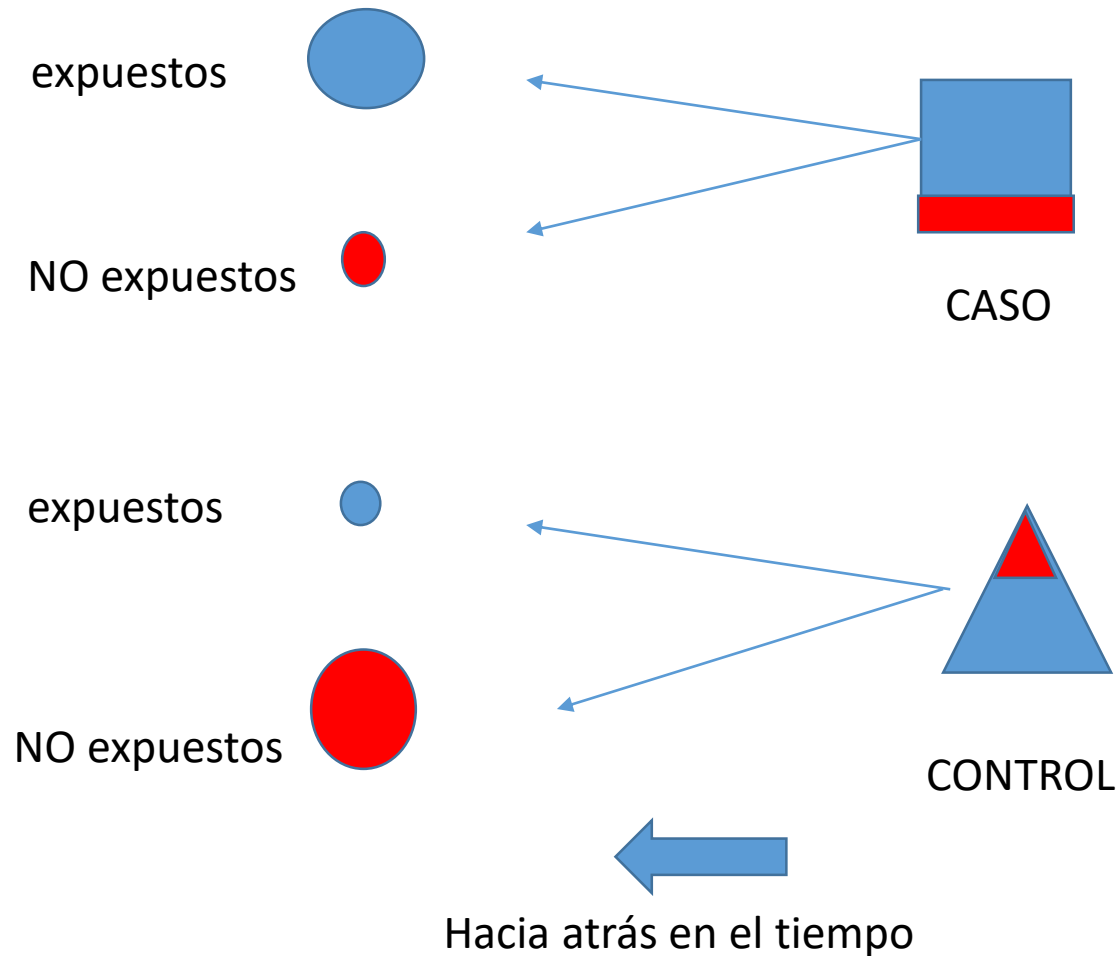 expuestos
NO expuestos
CASO
expuestos
NO expuestos
CONTROL
Hacia atrás en el tiempo